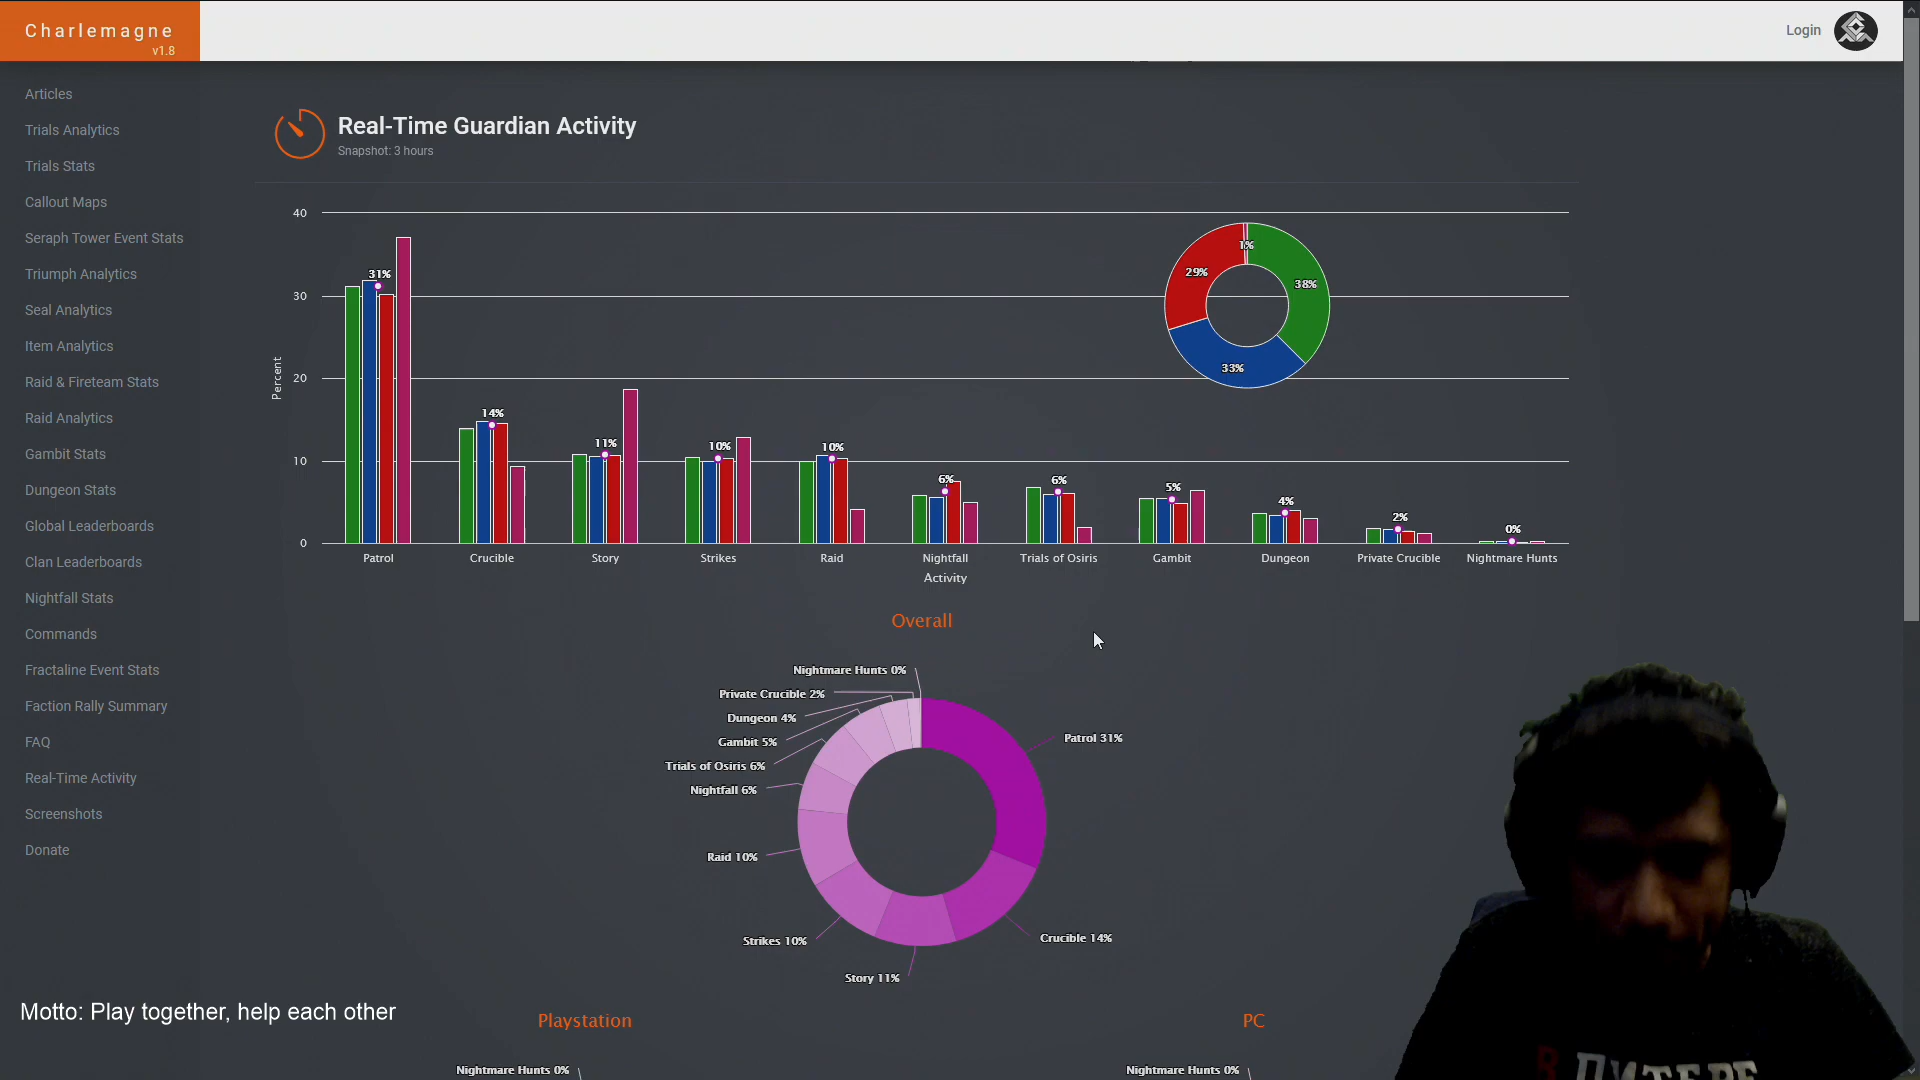 Charlemagne
v1.8
Login
Articles
Trials Analytics
Trials Stats
Callout Maps
Seraph Tower Event Stats
Triumph Analytics
Seal Analytics
Item Analytics
Raid & Fireteam Stats
Raid Analytics
Gambit Stats
Dungeon Stats
Global Leaderboards
Clan Leaderboards
Nightfall Stats
Commands
Fractaline Event Stats
Faction Rally Summary
FAQ
Real-Time Activity
Screenshots
Donate
Real-Time Guardian Activity
Snapshot: 3 hours
40
30
20
10
0
Percent
31%
14%
11%
10%
10%
6%
6%
5%
4%
2%
0%
Patrol
Crucible
Story
Strikes
Raid
Nightfall
Trials of Osiris
Gambit
Dungeon
Private Crucible
Nightmare Hunts
Activity
1%
29%
38%
33%
Overall
Nightmare Hunts 0%
Private Crucible 2%
Dungeon 4%
Gambit 5%
Trials of Osiris 6%
Nightfall 6%
Raid 10%
Strikes 10%
Story 11%
Patrol 31%
Crucible 14%
Playstation
PC
Nightmare Hunts 0%
Nightmare Hunts 0%
Motto: Play together, help each other
В ПИТЕРЕ